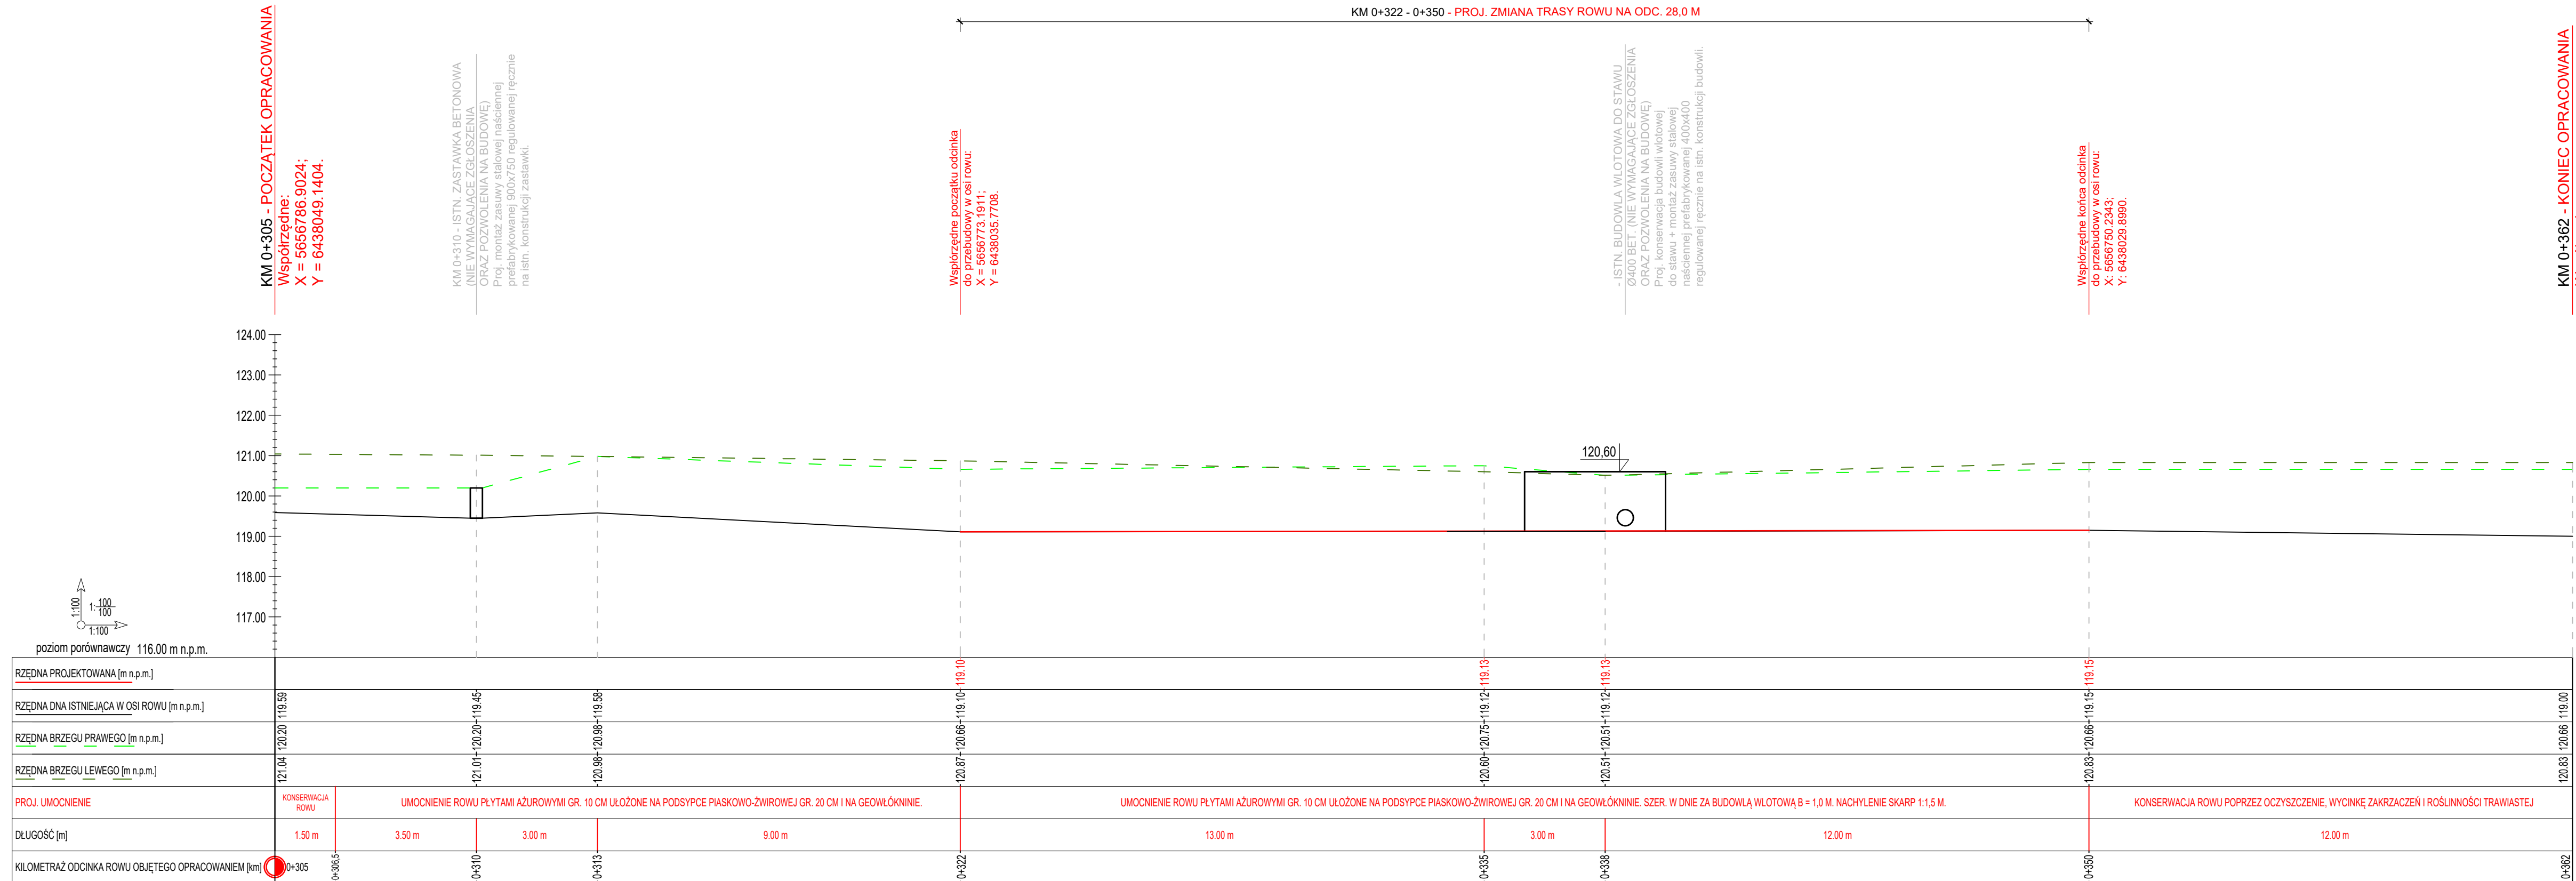 KM 0+322 - 0+350 - PROJ. ZMIANA TRASY ROWU NA ODC. 28,0 M
KM 0+305 - POCZĄTEK OPRACOWANIA
Współrzędne:
X = 5656786.9024;
Y = 6438049.1404.
KM 0+310 - ISTN. ZASTAWKA BETONOWA
(NIE WYMAGAJĄCE ZGŁOSZENIA
ORAZ POZWOLENIA NA BUDOWĘ)
Proj. montaż zasuwy stalowej naściennej
prefabrykowanej 900x750 regulowanej ręcznie
na istn. konstrukcji zastawki.
Wspłórzędne początku odcinka
do przebudowy w osi rowu:
X = 5656773.1911;
Y = 6438035.7708.
- ISTN. BUDOWLA WLOTOWA DO STAWU
Ø400 BET. (NIE WYMAGAJĄCE ZGŁOSZENIA
ORAZ POZWOLENIA NA BUDOWĘ)
Proj. konserwacja budowli wlotowej
do stawu + montaż zasuwy stalowej
naściennej prefabrykowanej 400x400
regulowanej ręcznie na istn. konstrukcji budowli.
Wspłórzędne końca odcinka
do przebudowy w osi rowu:
X: 5656750.2343;
Y: 6438029.8990.
KM 0+362 - KONIEC OPRACOWANIA
124.00
123.00
122.00
121.00
120.00
119.00
118.00
117.00
120,60
1:100
1: 100/100
1:100
poziom porównawczy 116.00 m n.p.m.
RZĘDNA PROJEKTOWANA [m n.p.m.]
119.10 119.13 119.13 119.15
RZĘDNA DNA ISTNIEJĄCA W OSI ROWU [m n.p.m.]
119.59 119.45 119.58 119.10 119.12 119.12 119.15 119.00
RZĘDNA BRZEGU PRAWEGO [m n.p.m.]
120.20 120.20 120.98 120.66 120.75 120.51 120.66 120.66
RZĘDNA BRZEGU LEWEGO [m n.p.m.]
121.04 121.01 120.98 120.87 120.60 120.51 120.83 120.83
PROJ. UMOCNIENIE
KONSERWACJA
ROWU
UMOCNIENIE ROWU PŁYTAMI AŻUROWYMI GR. 10 CM UŁOŻONE NA PODSYPCE PIASKOWO-ŻWIROWEJ GR. 20 CM I NA GEOWŁÓKNINIE.
UMOCNIENIE ROWU PŁYTAMI AŻUROWYMI GR. 10 CM UŁOŻONE NA PODSYPCE PIASKOWO-ŻWIROWEJ GR. 20 CM I NA GEOWŁÓKNINIE. SZER. W DNIE ZA BUDOWLĄ WLOTOWĄ B = 1,0 M. NACHYLENIE SKARP 1:1,5 M.
KONSERWACJA ROWU POPRZEZ OCZYSZCZENIE, WYCINKĘ ZAKRZACZEŃ I ROŚLINNOŚCI TRAWIASTEJ
DŁUGOŚĆ [m]
1.50 m 3.50 m 3.00 m 9.00 m 13.00 m 3.00 m 12.00 m 12.00 m
KILOMETRAŻ ODCINKA ROWU OBJĘTEGO OPRACOWANIEM [km]
0+305 0+306,5 0+310 0+313 0+322 0+335 0+338 0+350 0+362